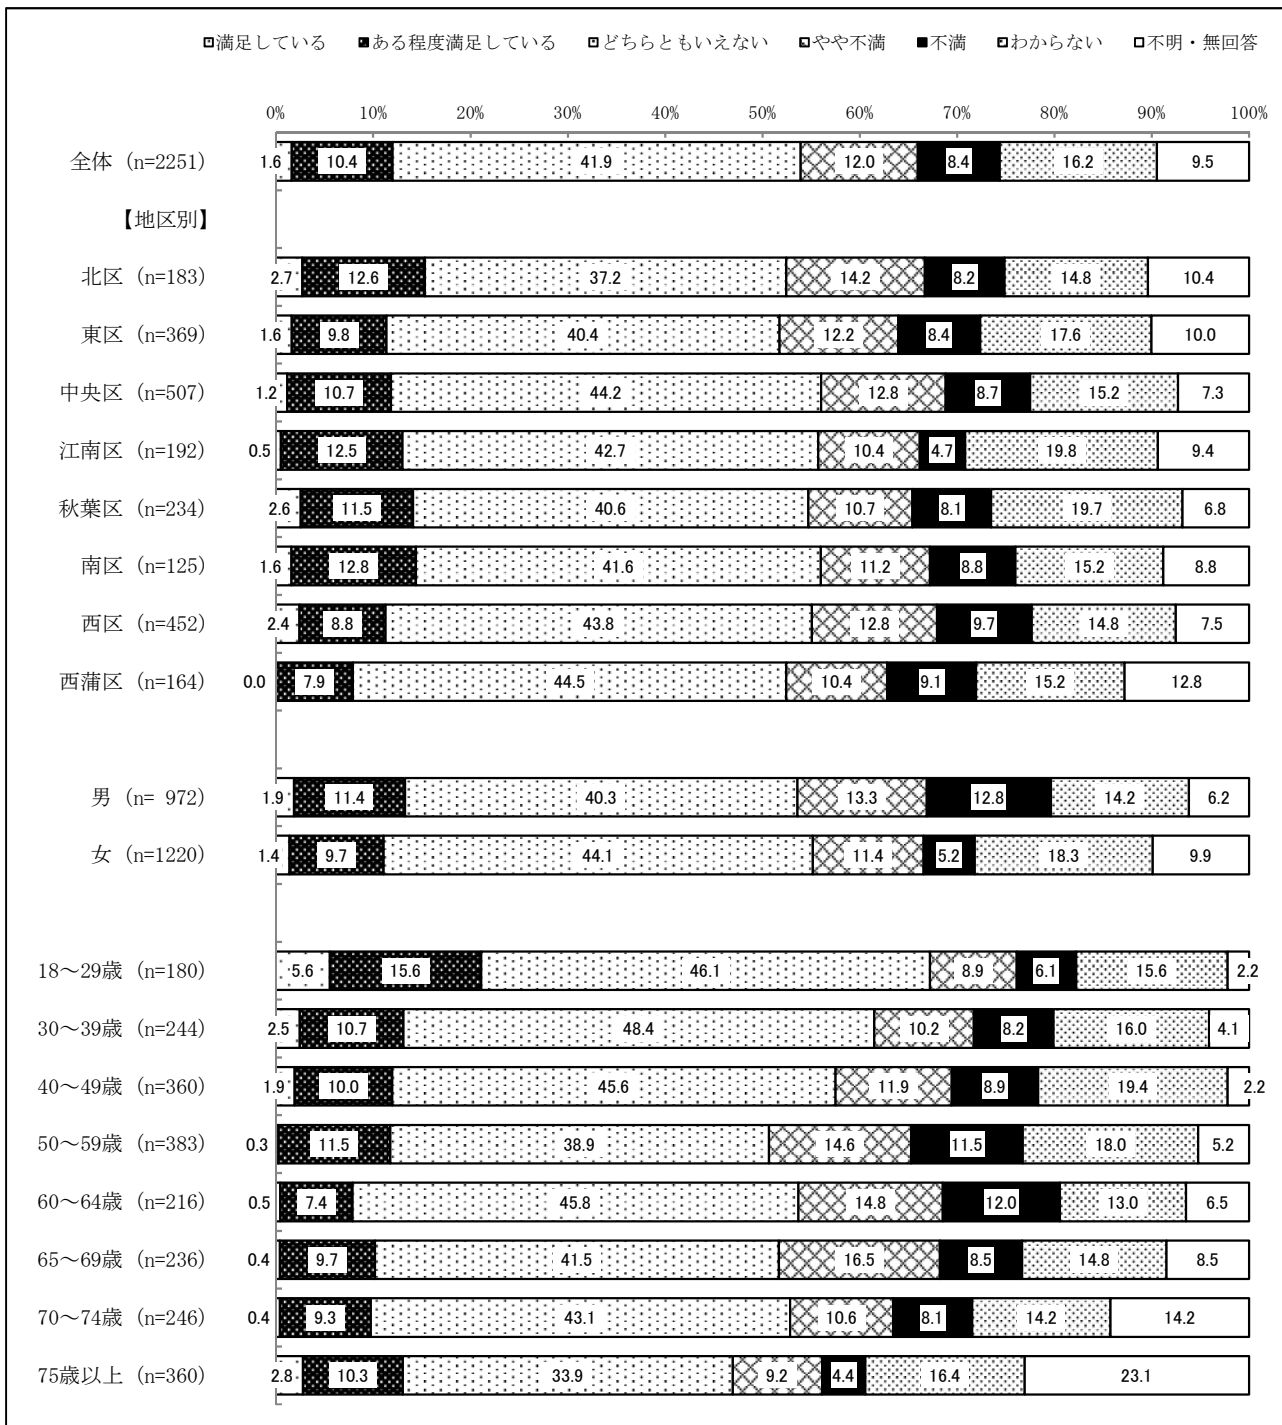 満足している ある程度満足している どちらともいえない やや不満 不満 わからない 不明・無回答
0% 10% 20% 30% 40% 50% 60% 70% 80% 90% 100%
全体 (n=2251) 1.6 10.4 41.9 12.0 8.4 16.2 9.5
【地区別】
北区 (n=183) 2.7 12.6 37.2 14.2 8.2 14.8 10.4
東区 (n=369) 1.6 9.8 40.4 12.2 8.4 17.6 10.0
中央区 (n=507) 1.2 10.7 44.2 12.8 8.7 15.2 7.3
江南区 (n=192) 0.5 12.5 42.7 10.4 4.7 19.8 9.4
秋葉区 (n=234) 2.6 11.5 40.6 10.7 8.1 19.7 6.8
南区 (n=125) 1.6 12.8 41.6 11.2 8.8 15.2 8.8
西区 (n=452) 2.4 8.8 43.8 12.8 9.7 14.8 7.5
西蒲区 (n=164) 0.0 7.9 44.5 10.4 9.1 15.2 12.8
男 (n= 972) 1.9 11.4 40.3 13.3 12.8 14.2 6.2
女 (n=1220) 1.4 9.7 44.1 11.4 5.2 18.3 9.9
18～29歳 (n=180) 5.6 15.6 46.1 8.9 6.1 15.6 2.2
30～39歳 (n=244) 2.5 10.7 48.4 10.2 8.2 16.0 4.1
40～49歳 (n=360) 1.9 10.0 45.6 11.9 8.9 19.4 2.2
50～59歳 (n=383) 0.3 11.5 38.9 14.6 11.5 18.0 5.2
60～64歳 (n=216) 0.5 7.4 45.8 14.8 12.0 13.0 6.5
65～69歳 (n=236) 0.4 9.7 41.5 16.5 8.5 14.8 8.5
70～74歳 (n=246) 0.4 9.3 43.1 10.6 8.1 14.2 14.2
75歳以上 (n=360) 2.8 10.3 33.9 9.2 4.4 16.4 23.1